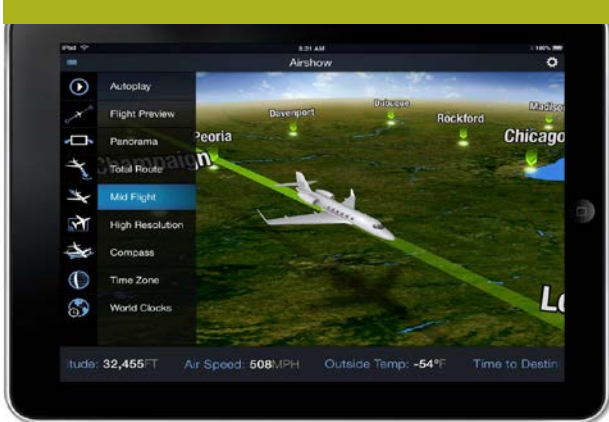 iPad 8:31 AM 100%
Airshow
Autoplay
Flight Preview
Panorama
Total Route
Mid Flight
High Resolution
Compass
Time Zone
World Clocks
Davenport
Dubuque
Rockford
Madiso
Peoria
Chicago
Champaign
Lo
itude: 32,455FT Air Speed: 508MPH Outside Temp: -54°F Time to Destin